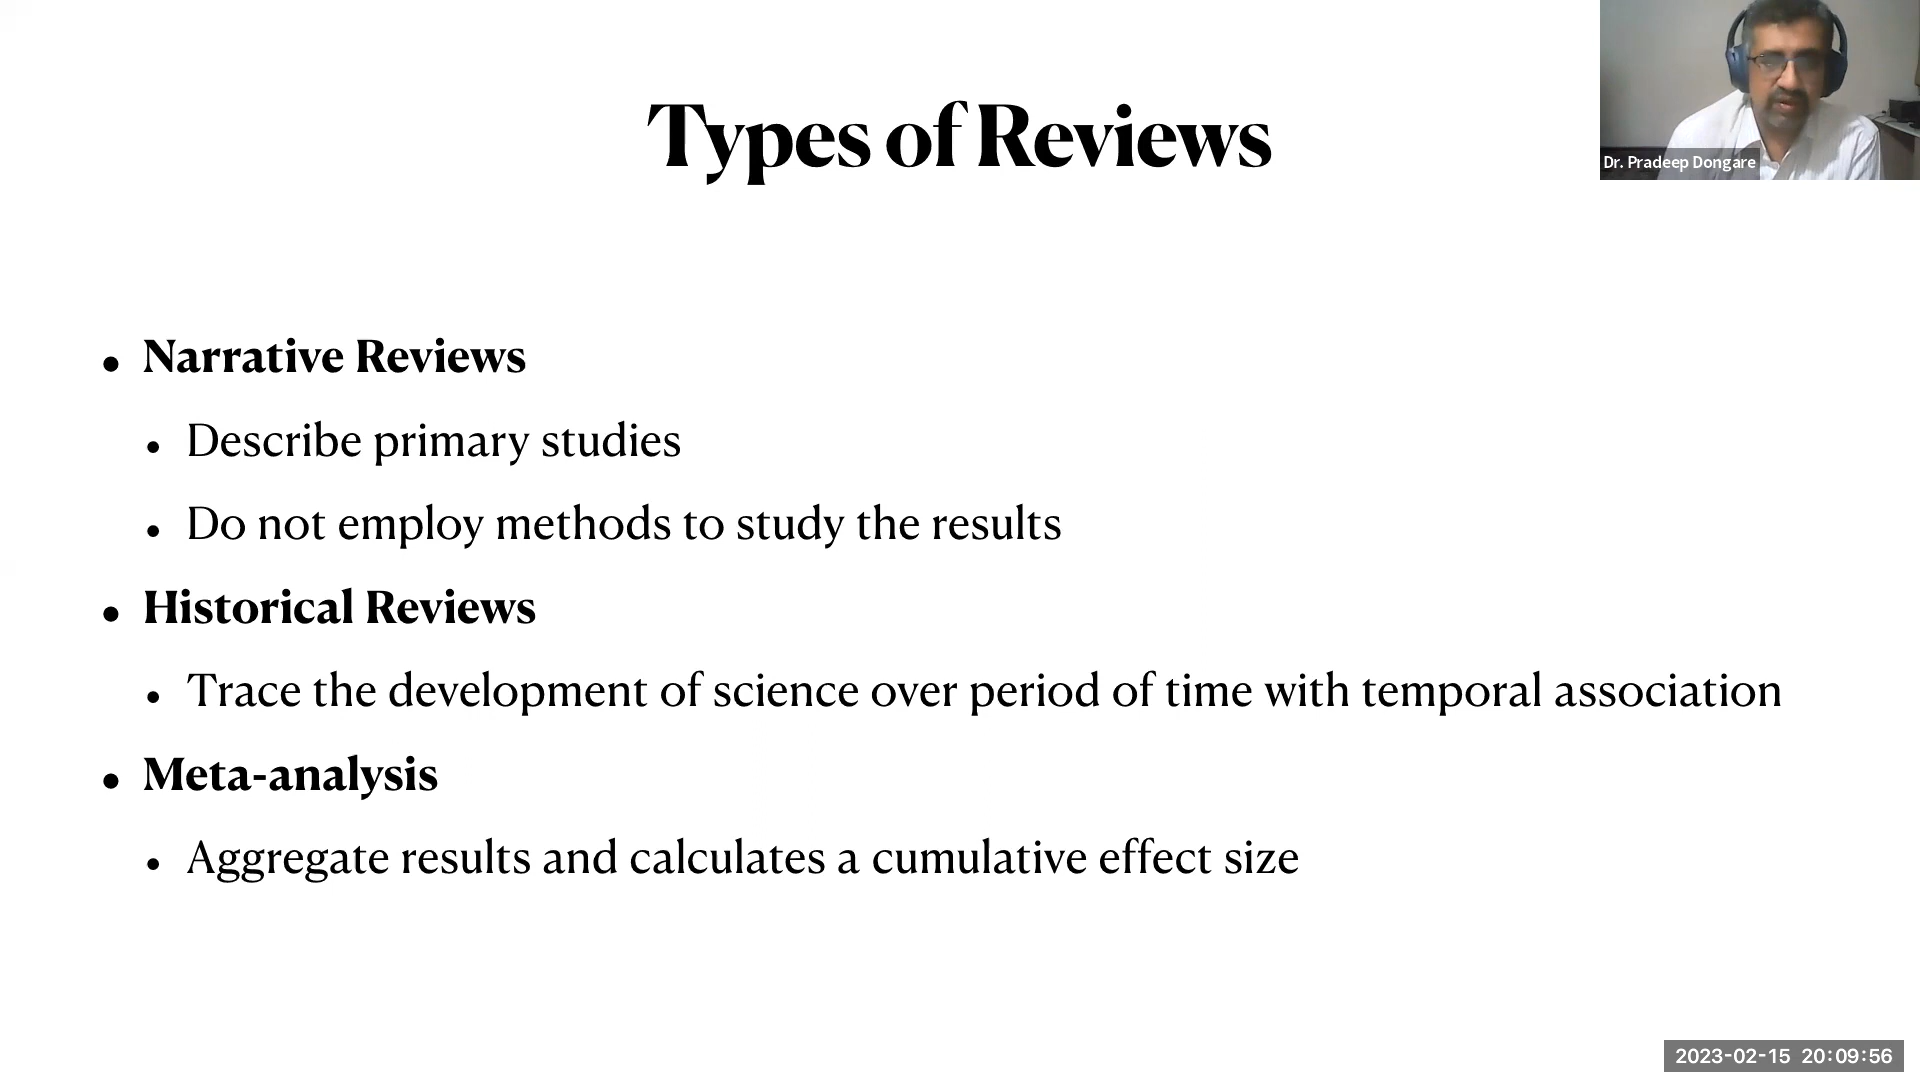 Types of Reviews
Dr. Pradeep Dongare
• Narrative Reviews
• Describe primary studies
• Do not employ methods to study the results
• Historical Reviews
• Trace the development of science over period of time with temporal association
• Meta-analysis
• Aggregate results and calculates a cumulative effect size
2023-02-15 20:09:56